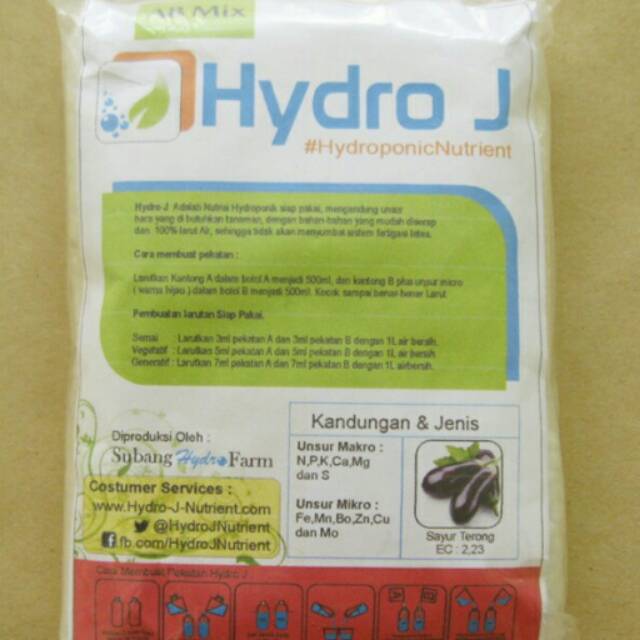 AB Mix
Hydro J
#HydroponicNutrient
Hydro-J Adalah Nutrisi Hydroponik siap pakai, mengandung unsur
hara yang di butuhkan tanaman, dengan bahan-bahan yang mudah diserap
dan 100% larut Air, sehingga tidak akan menyumbat sistem fertigasi tetes.
Cara membuat pekatan :
Larutkan Kantong A dalam botol A menjadi 500ml, dan kantong B plus unsur micro
( warna hijau ) dalam botol B menjadi 500ml. Kocok sampai benar-bener Larut
Pembuatan larutan Siap Pakai.
Semai : Larutkan 3ml pekatan A dan 3ml pekatan B dengan 1L air bersih.
Vegetatif : Larutkan 5ml pekatan A dan 5ml pekatan B dengan 1L air bersih
Generatif : Larutkan 7ml pekatan A dan 7ml pekatan B dengan 1L airbersih.
Diproduksi Oleh :
Subang Hydro Farm
Costumer Services :
www.Hydro-J-Nutrient.com
@HydroJNutrient
fb.com/HydroJNutrient
Kandungan & Jenis
Unsur Makro :
N,P,K,Ca,Mg
dan S
Unsur Mikro :
Fe,Mn,Bo,Zn,Cu
dan Mo
Sayur Terong
EC : 2,23
Cara Membuat Pekatan Hydro J :